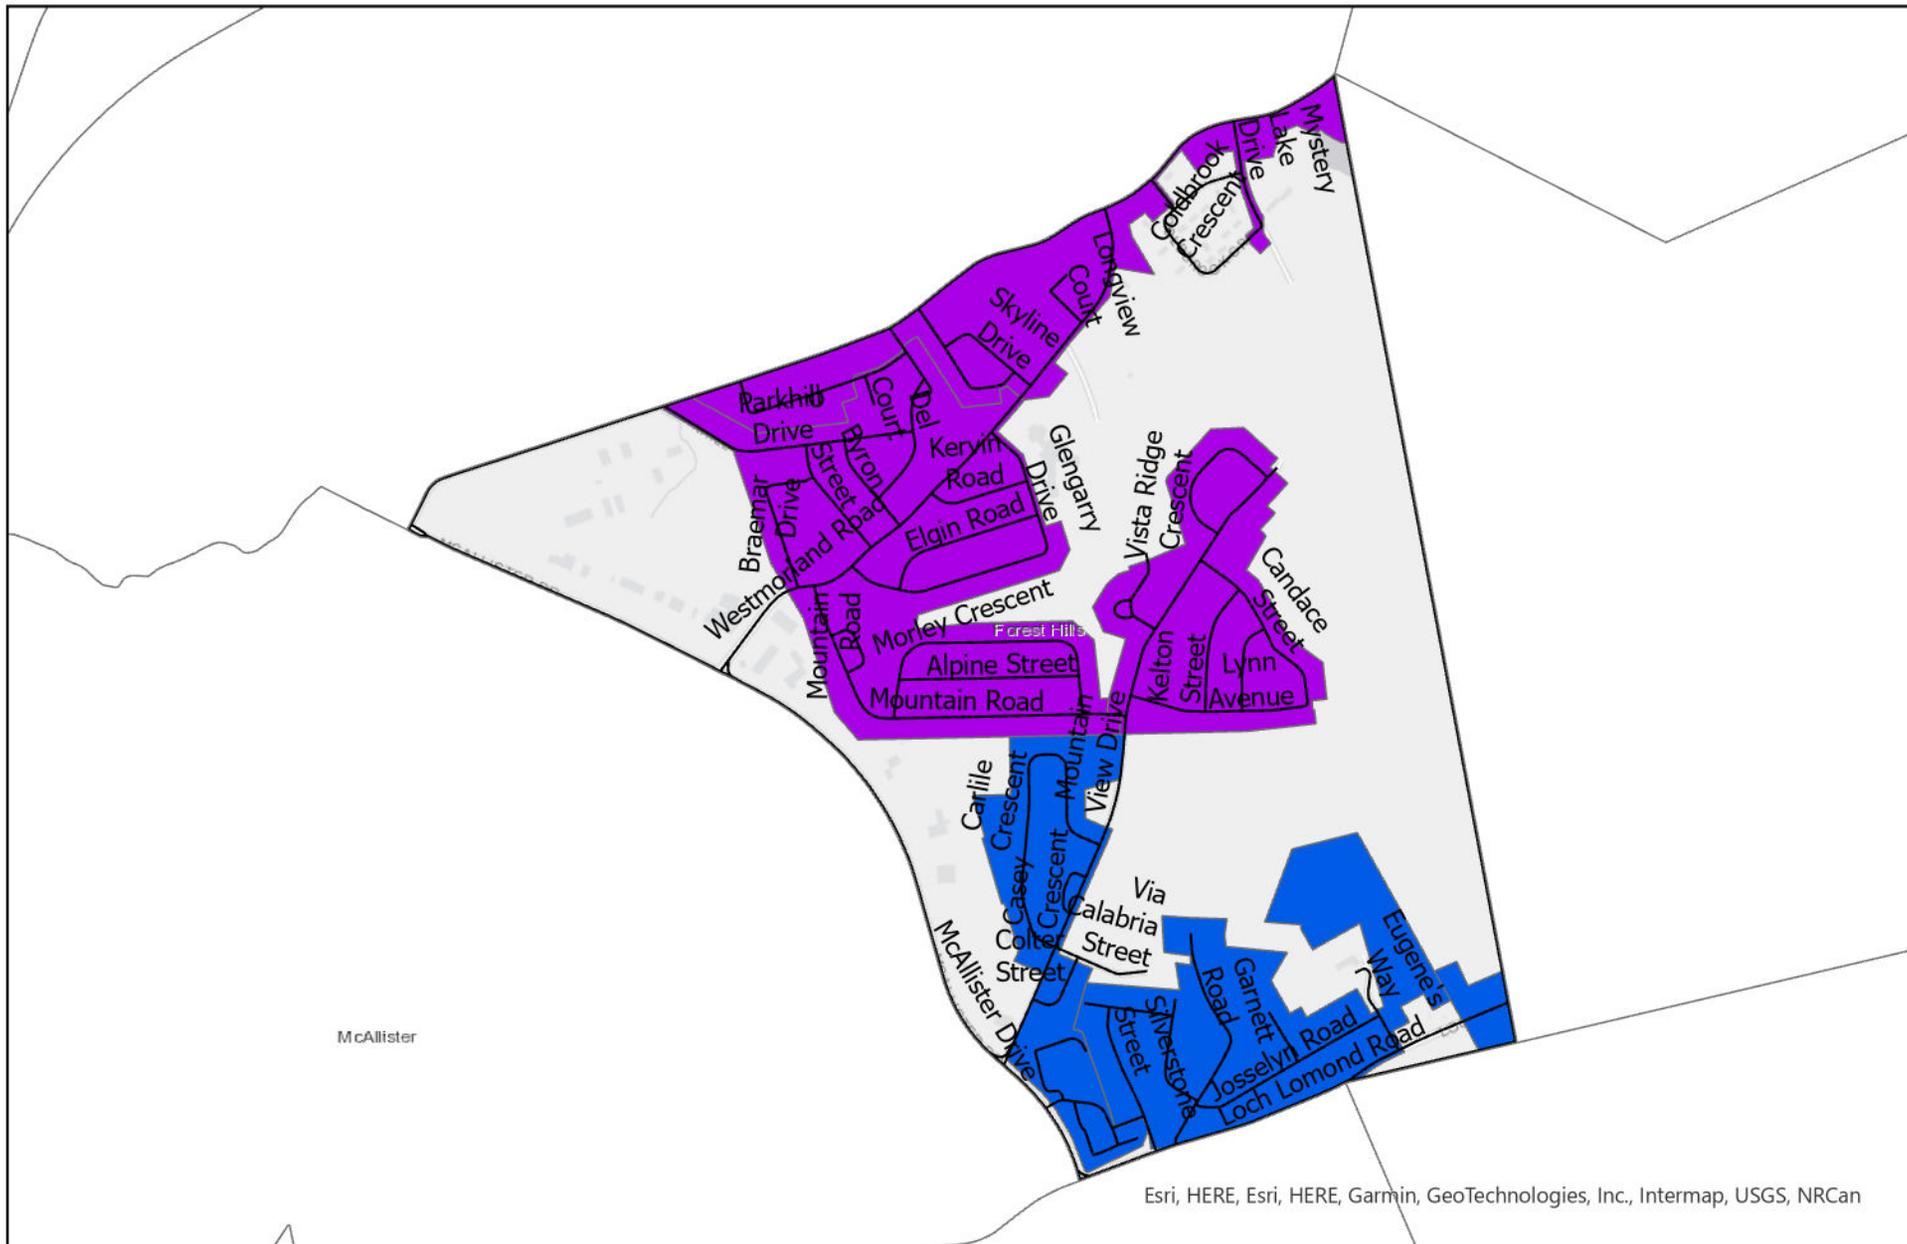 Mystery
Lake
Drive
Coldbrook
Crescent
Longview
Court
Skyline
Drive
Parkhill
Drive
Court
Del
Byron
Street
Kervin
Road
Glengarry
Drive
Braemar
Drive
Elgin Road
Westmorland Road
Vista Ridge
Crescent
Candace
Street
Mountain
Road
Morley Crescent
Forest Hills
Alpine Street
Mountain Road
Kelton
Street
Lynn
Avenue
Mountain
View Drive
Carlile
Crescent
Casey
Crescent
Via
Calabria
Street
Colter
Street
McAllister Drive
Eugene's
Way
Garnett
Road
Silverstone
Street
Josselyn Road
Loch Lomond Road
McAllister
Esri, HERE, Esri, HERE, Garmin, GeoTechnologies, Inc., Intermap, USGS, NRCan